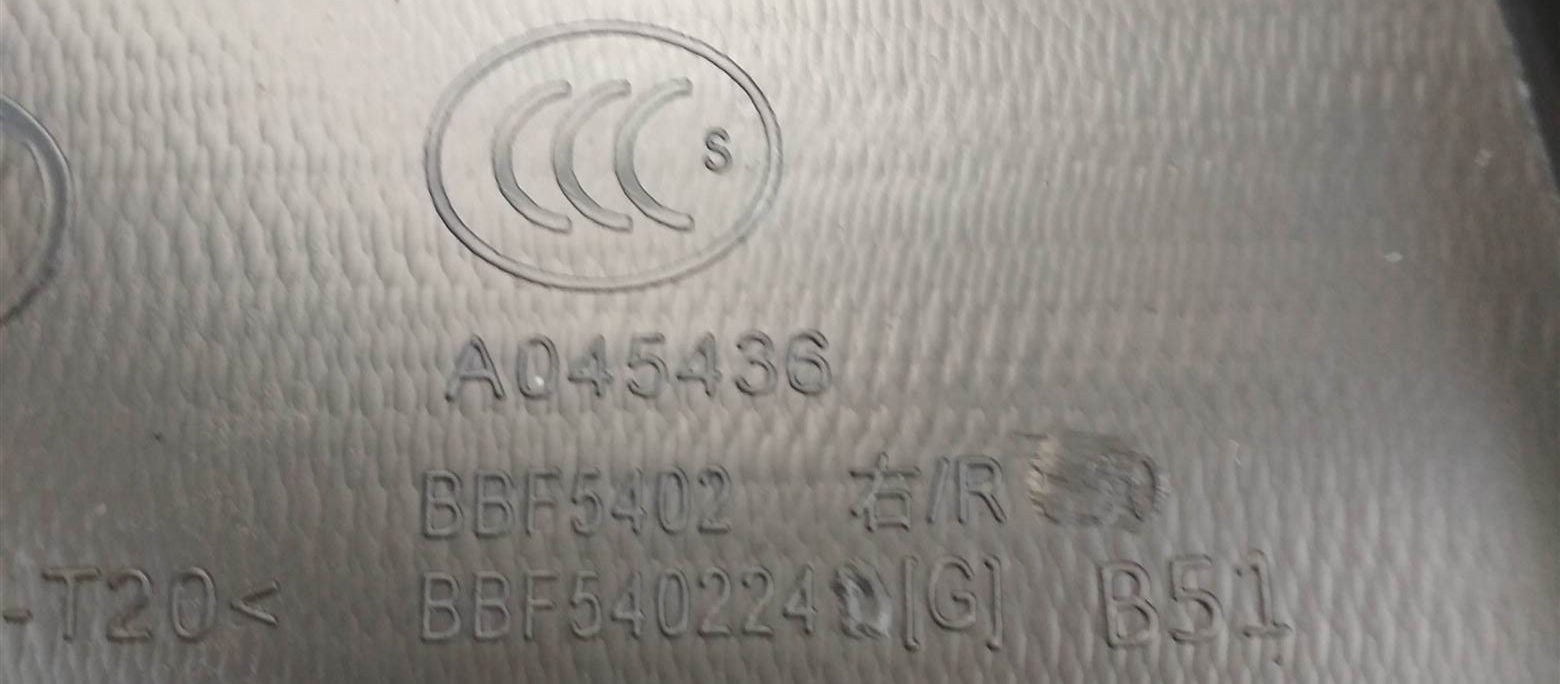 CCC S
A045436
BBF5402 右/R
-T20< BBF540224 [G] B51